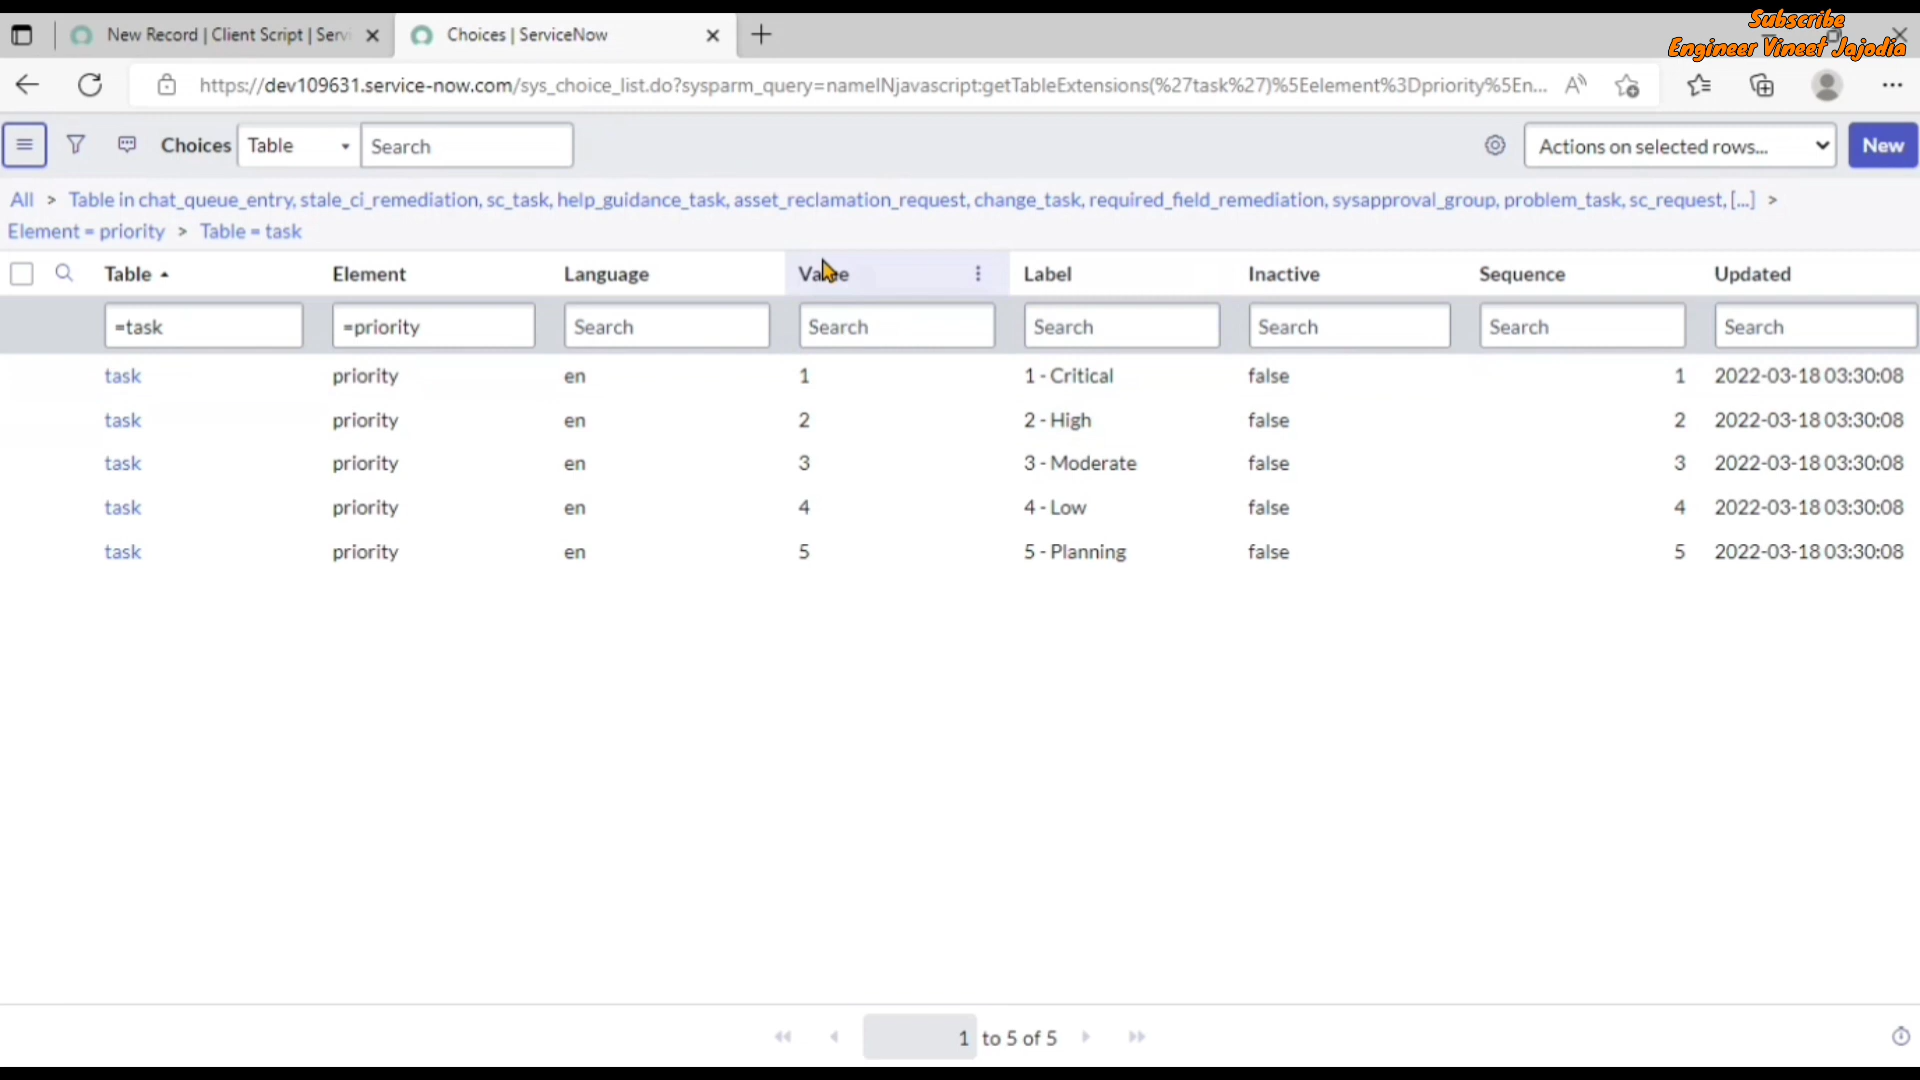 Subscribe
Engineer Vineet Jajodia
New Record | Client Script | Servi
Choices | ServiceNow
https://dev109631.service-now.com/sys_choice_list.do?sysparm_query=nameINjavascript:getTableExtensions(%27task%27)%5Eelement%3Dpriority%5En...
Choices Table Search Actions on selected rows... New
All > Table in chat_queue_entry, stale_ci_remediation, sc_task, help_guidance_task, asset_reclamation_request, change_task, required_field_remediation, sysapproval_group, problem_task, sc_request, [...] >
Element = priority > Table = task
Table Element Language Value Label Inactive Sequence Updated
=task =priority Search Search Search Search Search Search
task priority en 1 1 - Critical false 1 2022-03-18 03:30:08
task priority en 2 2 - High false 2 2022-03-18 03:30:08
task priority en 3 3 - Moderate false 3 2022-03-18 03:30:08
task priority en 4 4 - Low false 4 2022-03-18 03:30:08
task priority en 5 5 - Planning false 5 2022-03-18 03:30:08
1 to 5 of 5